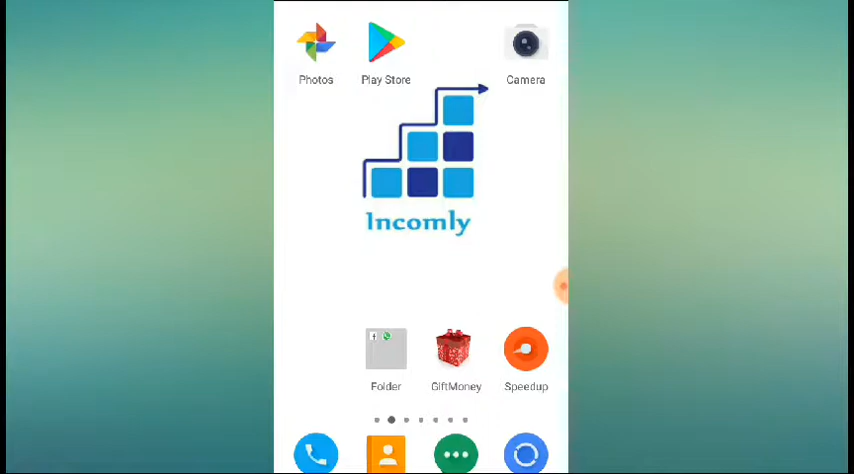 Photos
Play Store
Camera
Incomly
Folder
GiftMoney
Speedup